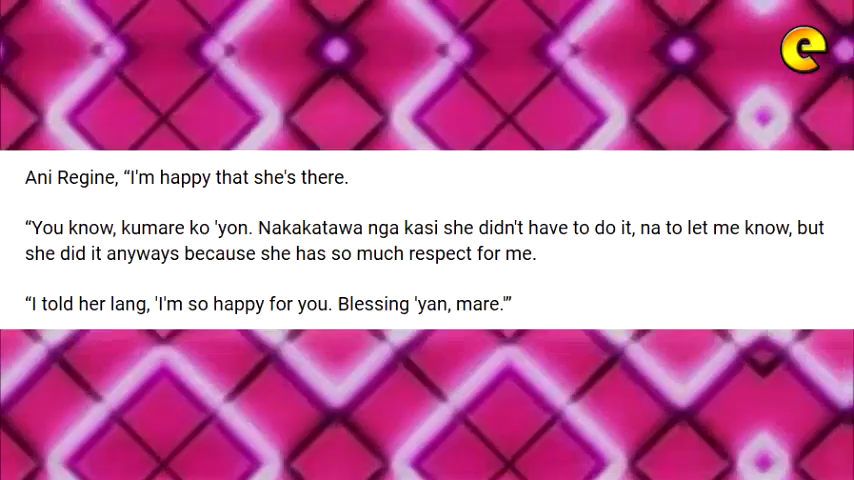 e
Ani Regine, “I'm happy that she's there.
“You know, kumare ko 'yon. Nakakatawa nga kasi she didn't have to do it, na to let me know, but
she did it anyways because she has so much respect for me.
“I told her lang, 'I'm so happy for you. Blessing 'yan, mare.'”